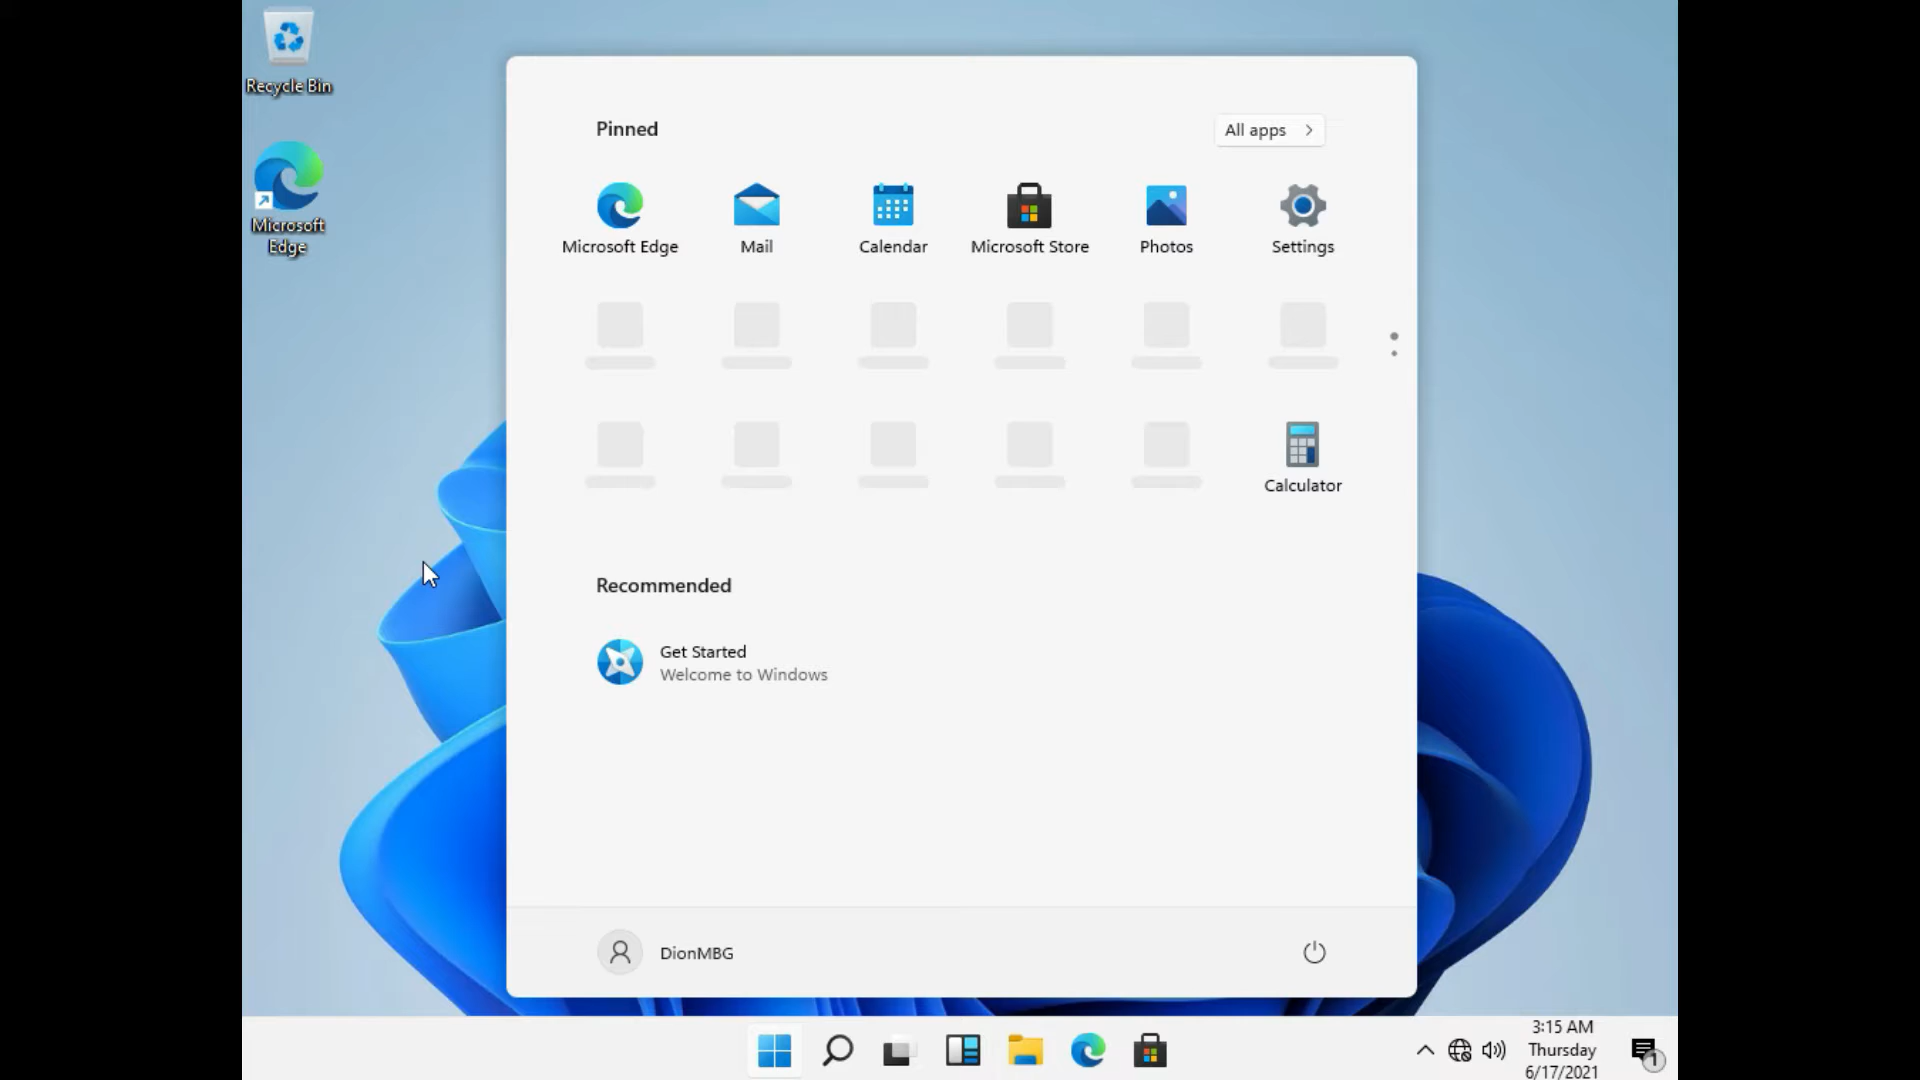 Recycle Bin
Microsoft
Edge
Pinned
All apps
Microsoft Edge
Mail
Calendar
Microsoft Store
Photos
Settings
Calculator
Recommended
Get Started
Welcome to Windows
DionMBG
3:15 AM
Thursday
6/17/2021
1